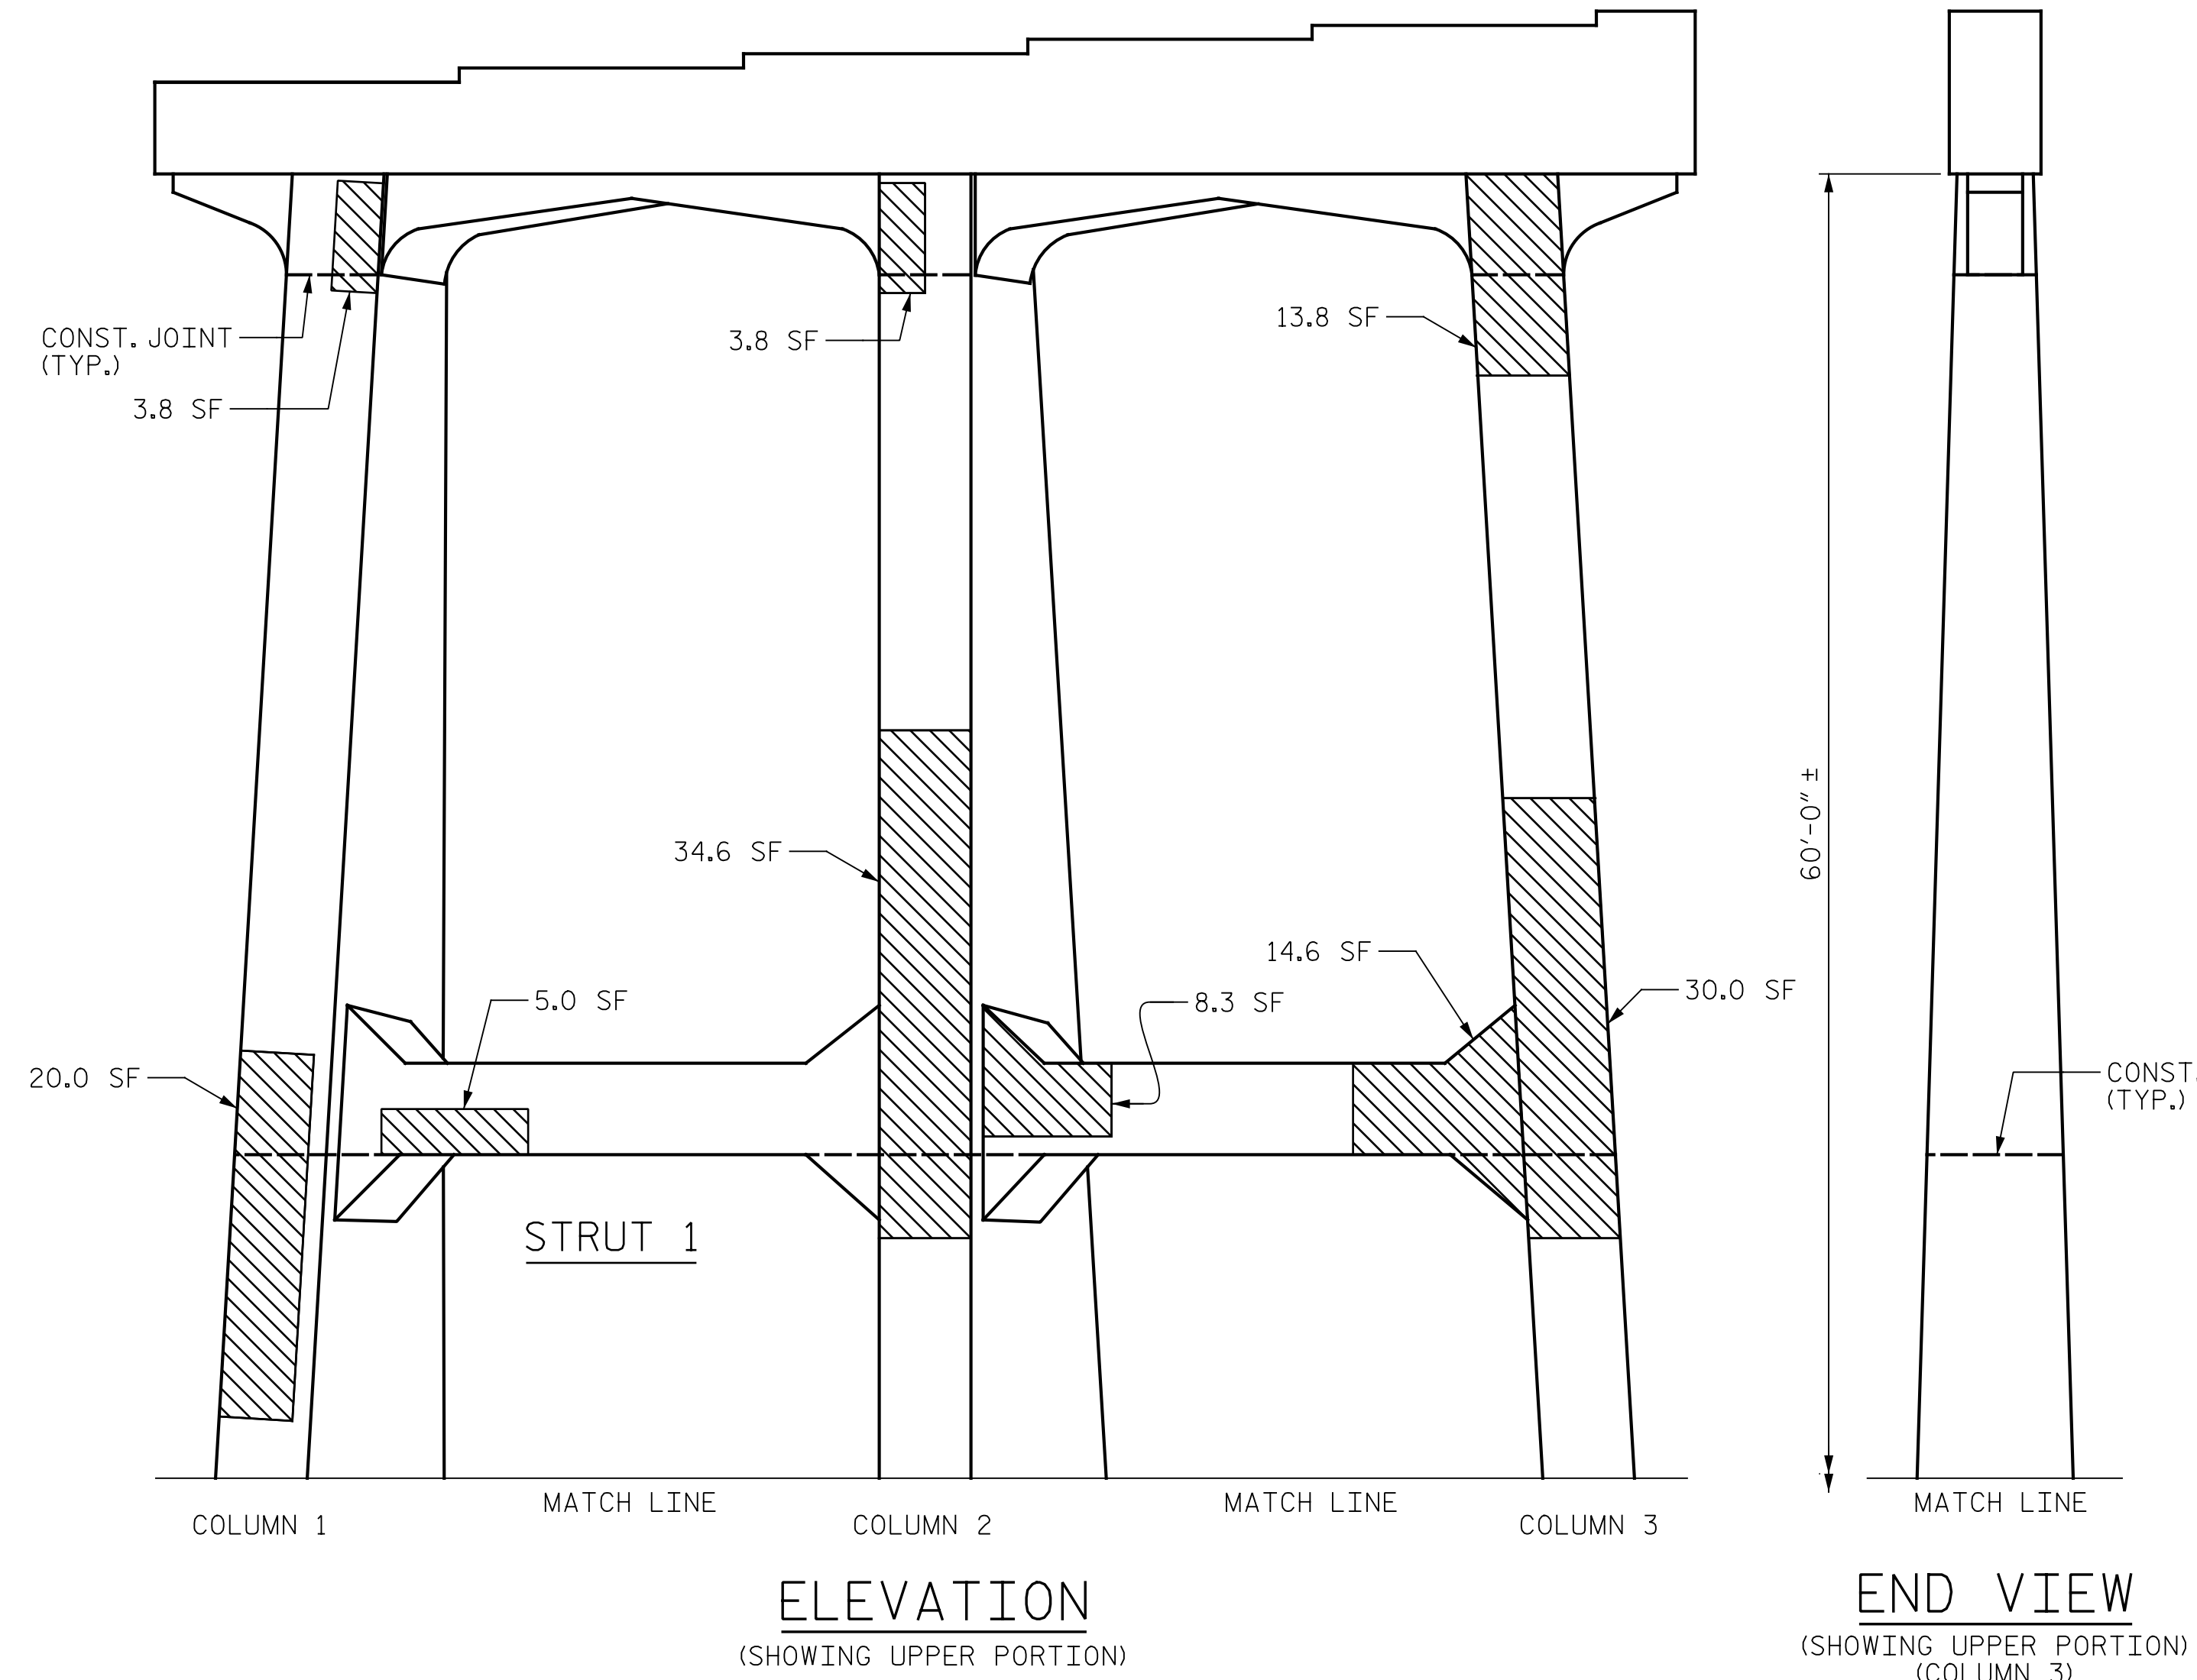 CONST. JOINT
(TYP.)
3.8 SF
3.8 SF
13.8 SF
34.6 SF
60'-0" ±
14.6 SF
30.0 SF
5.0 SF
8.3 SF
20.0 SF
CONST.
(TYP.)
STRUT 1
MATCH LINE
MATCH LINE
MATCH LINE
COLUMN 1
COLUMN 2
COLUMN 3
ELEVATION
(SHOWING UPPER PORTION)
END VIEW
(SHOWING UPPER PORTION)
(COLUMN 3)